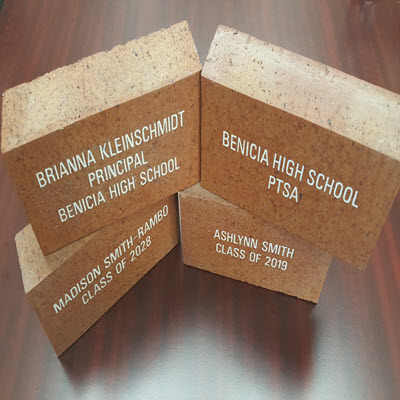 BRIANNA KLEINSCHMIDT
PRINCIPAL
BENICIA HIGH SCHOOL
BENICIA HIGH SCHOOL
PTSA
MADISON SMITH-RAMBO
CLASS OF 2028
ASHLYNN SMITH
CLASS OF 2019